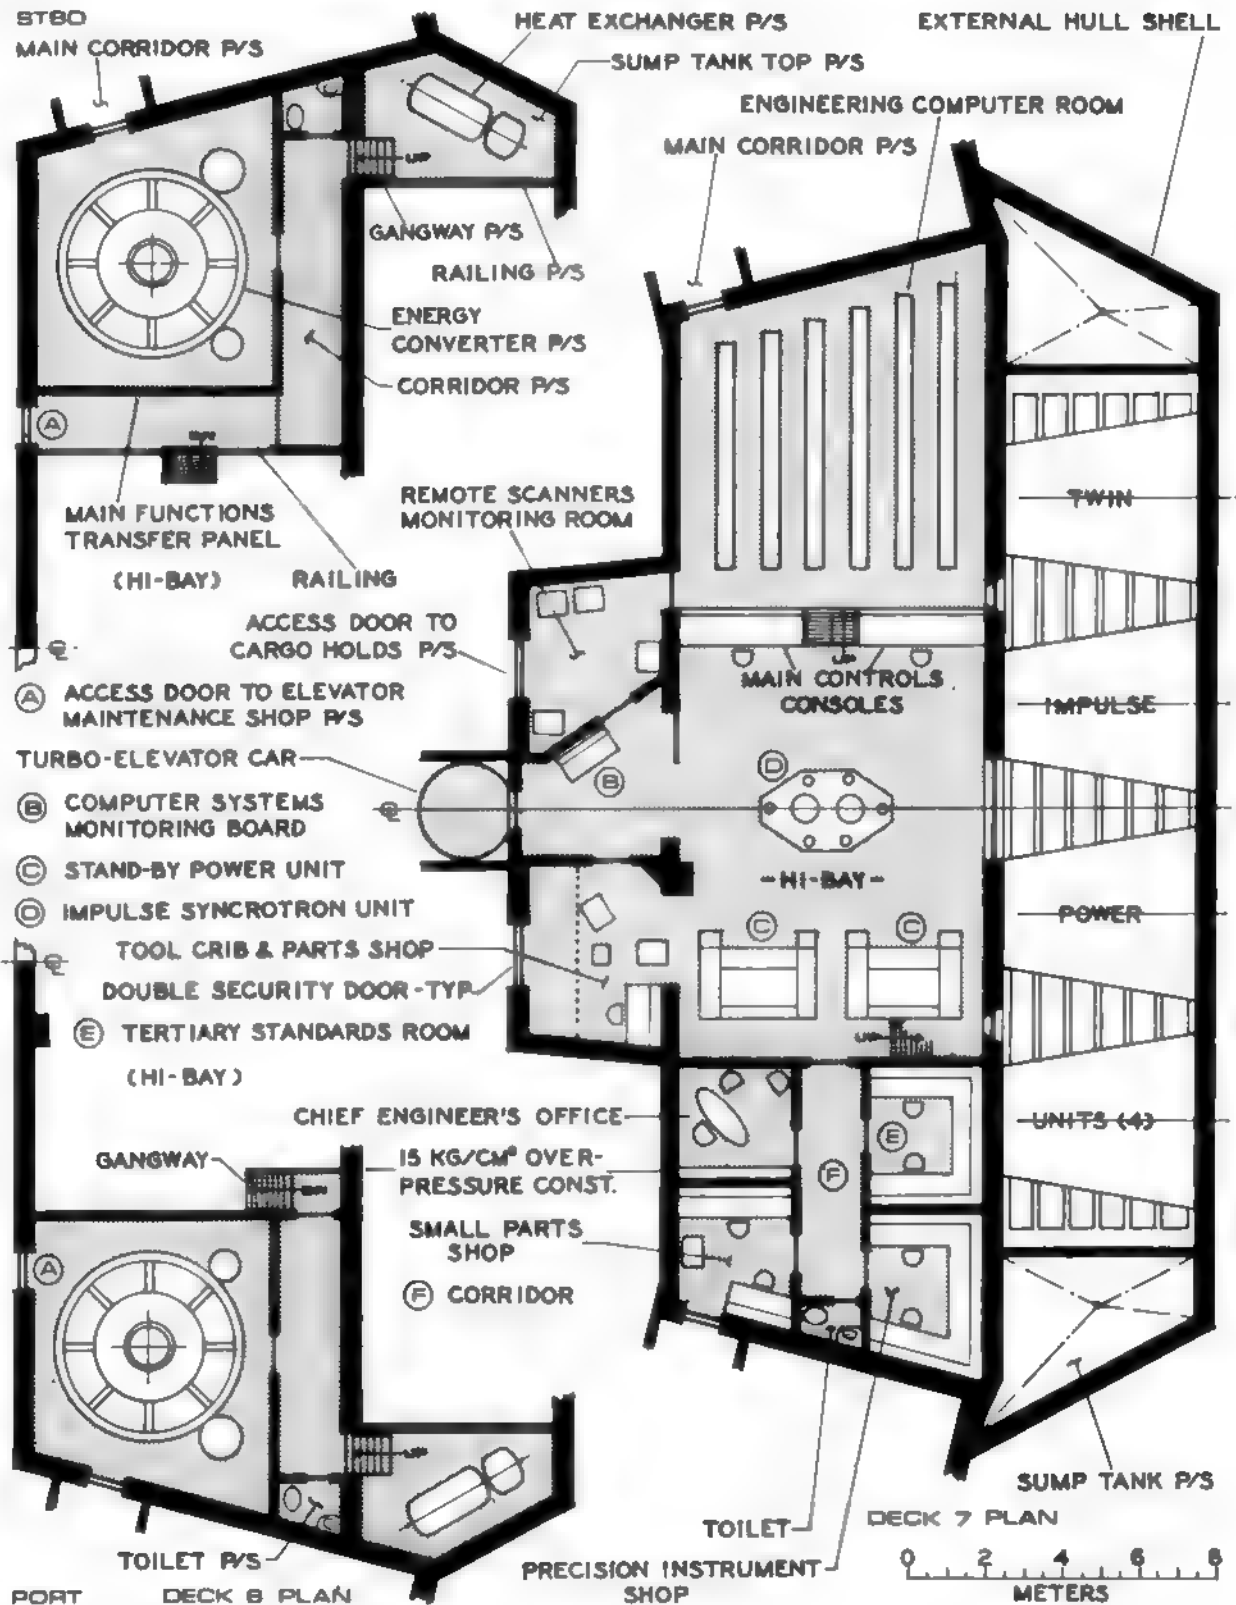 STBD
MAIN CORRIDOR P/S
HEAT EXCHANGER P/S
SUMP TANK TOP P/S
EXTERNAL HULL SHELL
ENGINEERING COMPUTER ROOM
MAIN CORRIDOR P/S
UP
GANGWAY P/S
RAILING P/S
ENERGY
CONVERTER P/S
CORRIDOR P/S
A
MAIN FUNCTIONS
TRANSFER PANEL
(HI-BAY)
RAILING
REMOTE SCANNERS
MONITORING ROOM
ACCESS DOOR TO
CARGO HOLDS P/S
A ACCESS DOOR TO ELEVATOR
MAINTENANCE SHOP P/S
TURBO-ELEVATOR CAR
B COMPUTER SYSTEMS
MONITORING BOARD
C STAND-BY POWER UNIT
D IMPULSE SYNCROTRON UNIT
TOOL CRIB & PARTS SHOP
DOUBLE SECURITY DOOR-TYP
E TERTIARY STANDARDS ROOM
(HI-BAY)
CHIEF ENGINEER'S OFFICE
GANGWAY
15 KG/CM² OVER-
PRESSURE CONST.
SMALL PARTS
SHOP
F CORRIDOR
A
UP
TOILET P/S
PORT
DECK 8 PLAN
UP
MAIN CONTROLS
CONSOLES
B
D
-HI-BAY-
C
C
UP
E
F
TWIN
IMPULSE
POWER
UNITS (4)
SUMP TANK P/S
TOILET
DECK 7 PLAN
PRECISION INSTRUMENT
SHOP
0 2 4 6 8
METERS